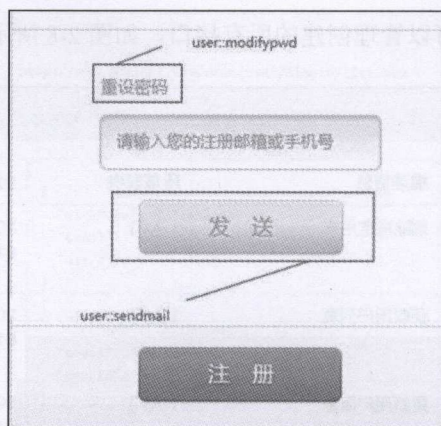 user::modifypwd
重设密码
请输入您的注册邮箱或手机号
发 送
user::sendmail
注 册